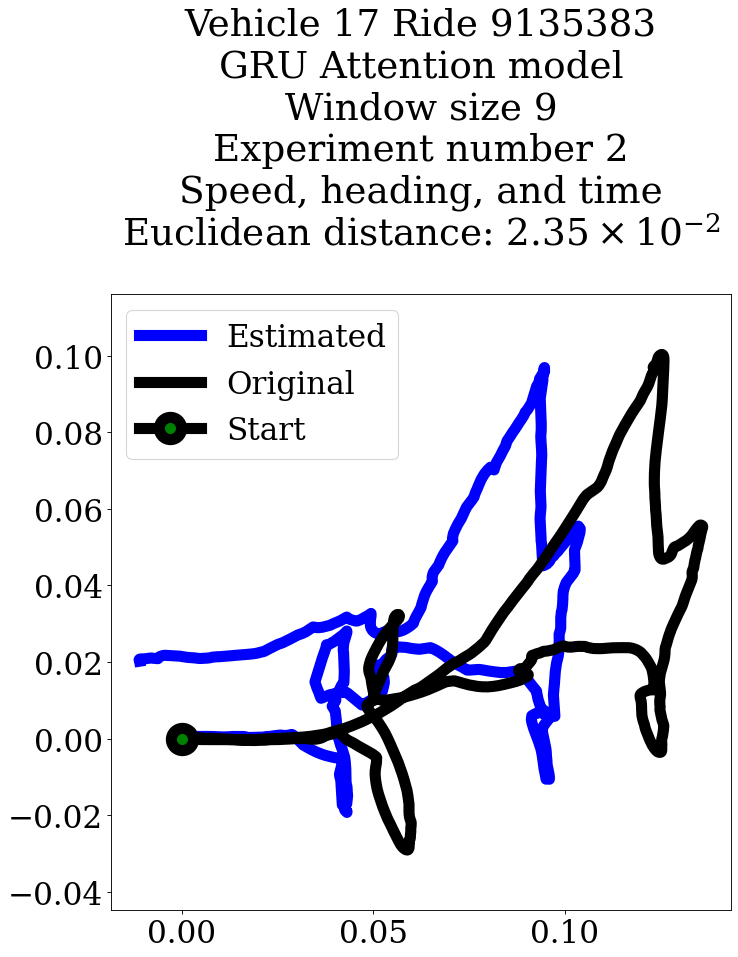 Vehicle 17 Ride 9135383
GRU Attention model
Window size 9
Experiment number 2
Speed, heading, and time
Euclidean distance: 2.35 × 10⁻²
Estimated
Original
Start
0.10
0.08
0.06
0.04
0.02
0.00
−0.02
−0.04
0.00 0.05 0.10